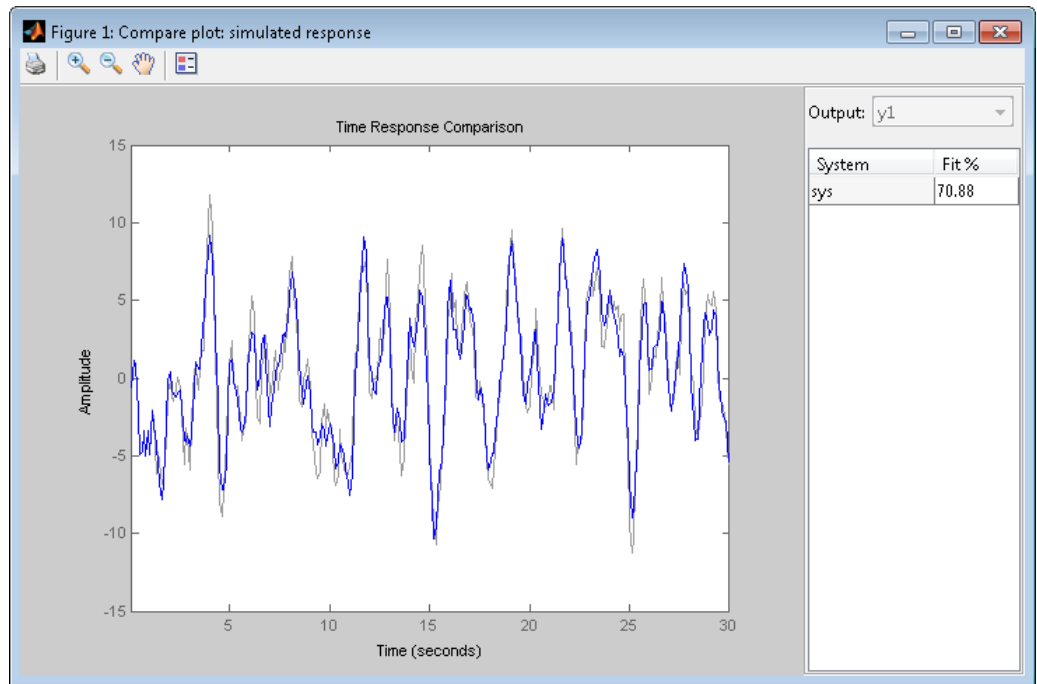 Figure 1: Compare plot: simulated response
Output: y1
System Fit %
sys 70.88
Time Response Comparison
Amplitude
15
10
5
0
-5
-10
-15
5 10 15 20 25 30
Time (seconds)